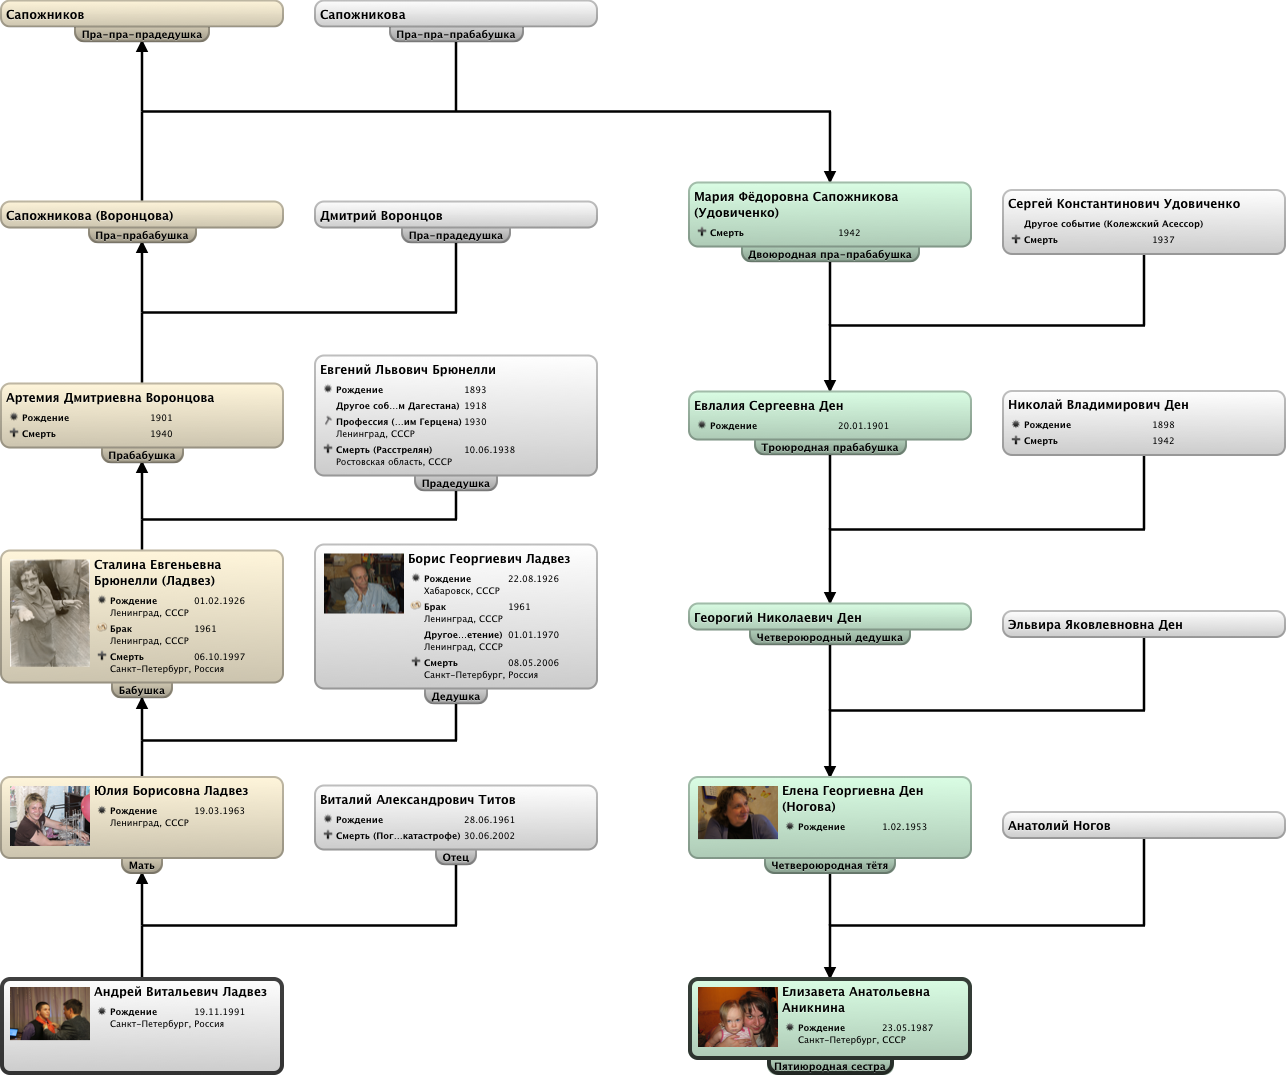 Сапожников
Пра-пра-прадедушка
Сапожникова
Пра-пра-прабабушка
Сапожникова (Воронцова)
Пра-прабабушка
Дмитрий Воронцов
Пра-прадедушка
Мария Фёдоровна Сапожникова
(Удовиченко)
Смерть 1942
Двоюродная пра-прабабушка
Сергей Константинович Удовиченко
Другое событие (Колежский Асессор)
Смерть 1937
Артемия Дмитриевна Воронцова
Рождение 1901
Смерть 1940
Прабабушка
Евгений Львович Брюнелли
Рождение 1893
Другое соб...м Дагестана) 1918
Профессия (...им Герцена) 1930
Ленинград, СССР
Смерть (Расстрелян) 10.06.1938
Ростовская область, СССР
Прадедушка
Евлалия Сергеевна Ден
Рождение 20.01.1901
Троюродная прабабушка
Николай Владимирович Ден
Рождение 1898
Смерть 1942
Сталина Евгеньевна
Брюнелли (Ладвез)
Рождение 01.02.1926
Ленинград, СССР
Брак 1961
Ленинград, СССР
Смерть 06.10.1997
Санкт-Петербург, Россия
Бабушка
Борис Георгиевич Ладвез
Рождение 22.08.1926
Хабаровск, СССР
Брак 1961
Ленинград, СССР
Другое...етение) 01.01.1970
Ленинград, СССР
Смерть 08.05.2006
Санкт-Петербург, Россия
Дедушка
Георогий Николаевич Ден
Четвероюродный дедушка
Эльвира Яковлевновна Ден
Юлия Борисовна Ладвез
Рождение 19.03.1963
Ленинград, СССР
Мать
Виталий Александрович Титов
Рождение 28.06.1961
Смерть (Пог...катастрофе) 30.06.2002
Отец
Елена Георгиевна Ден
(Ногова)
Рождение 1.02.1953
Четвероюродная тётя
Анатолий Ногов
Андрей Витальевич Ладвез
Рождение 19.11.1991
Санкт-Петербург, Россия
Елизавета Анатольевна
Аникнина
Рождение 23.05.1987
Санкт-Петербург, СССР
Пятиюродная сестра